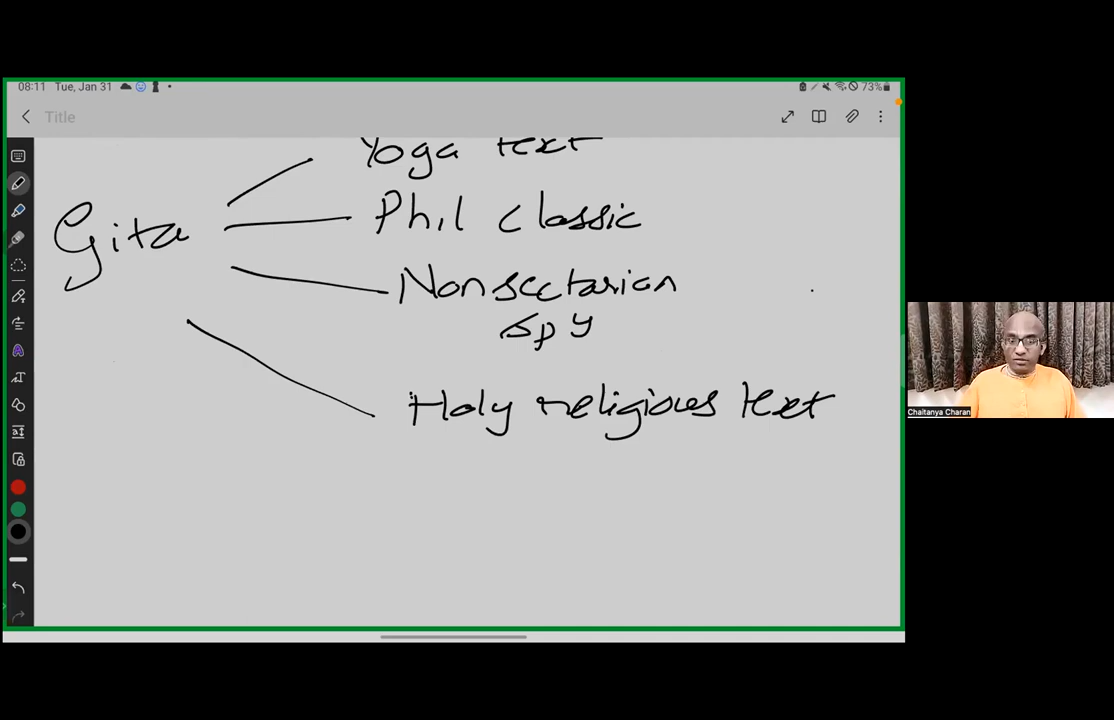 08:11 Tue, Jan 31 73%
Title
Yoga text
Gita
Phil classic
Nonsectarian
spy
Holy religious text
Chaitanya Charan